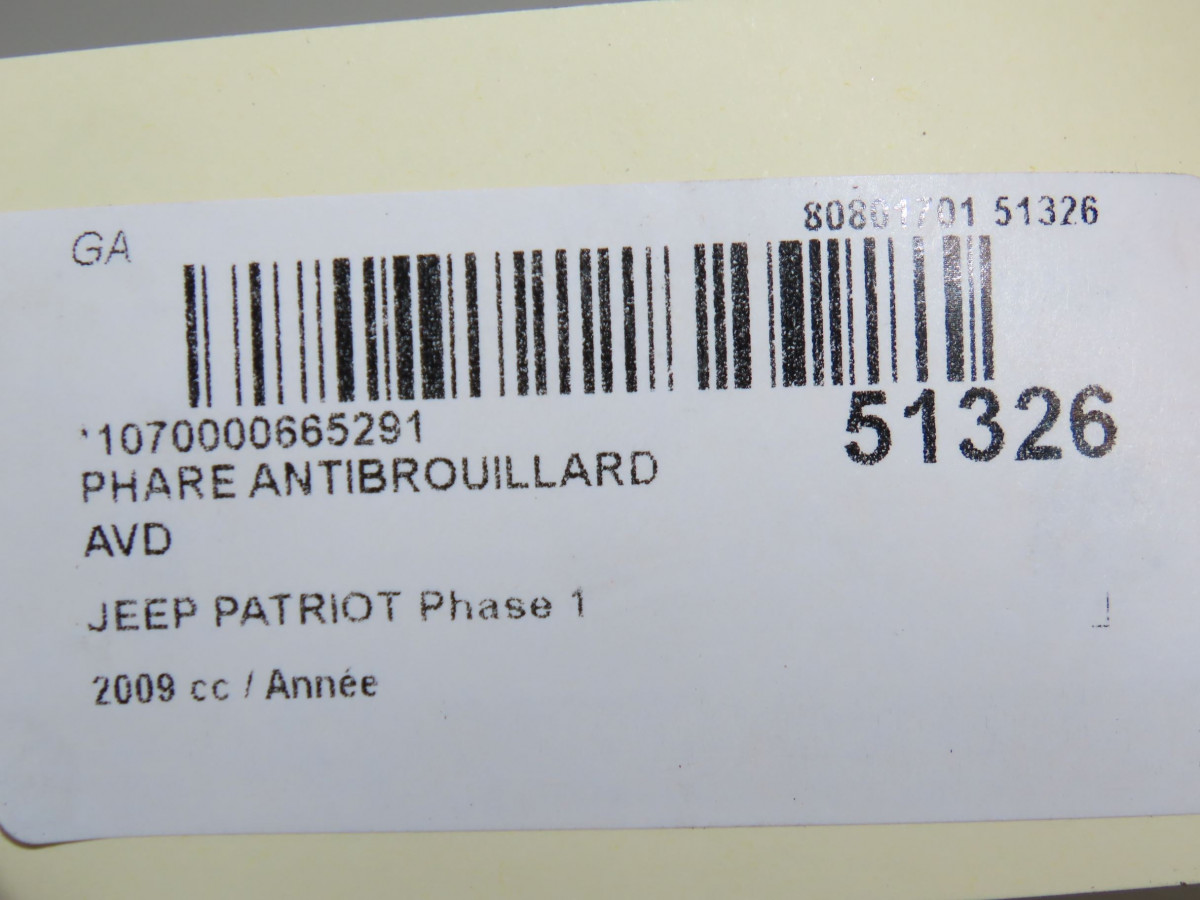 GA
80801701 51326
'1070000665291
51326
PHARE ANTIBROUILLARD
AVD
JEEP PATRIOT Phase 1
2009 cc / Année